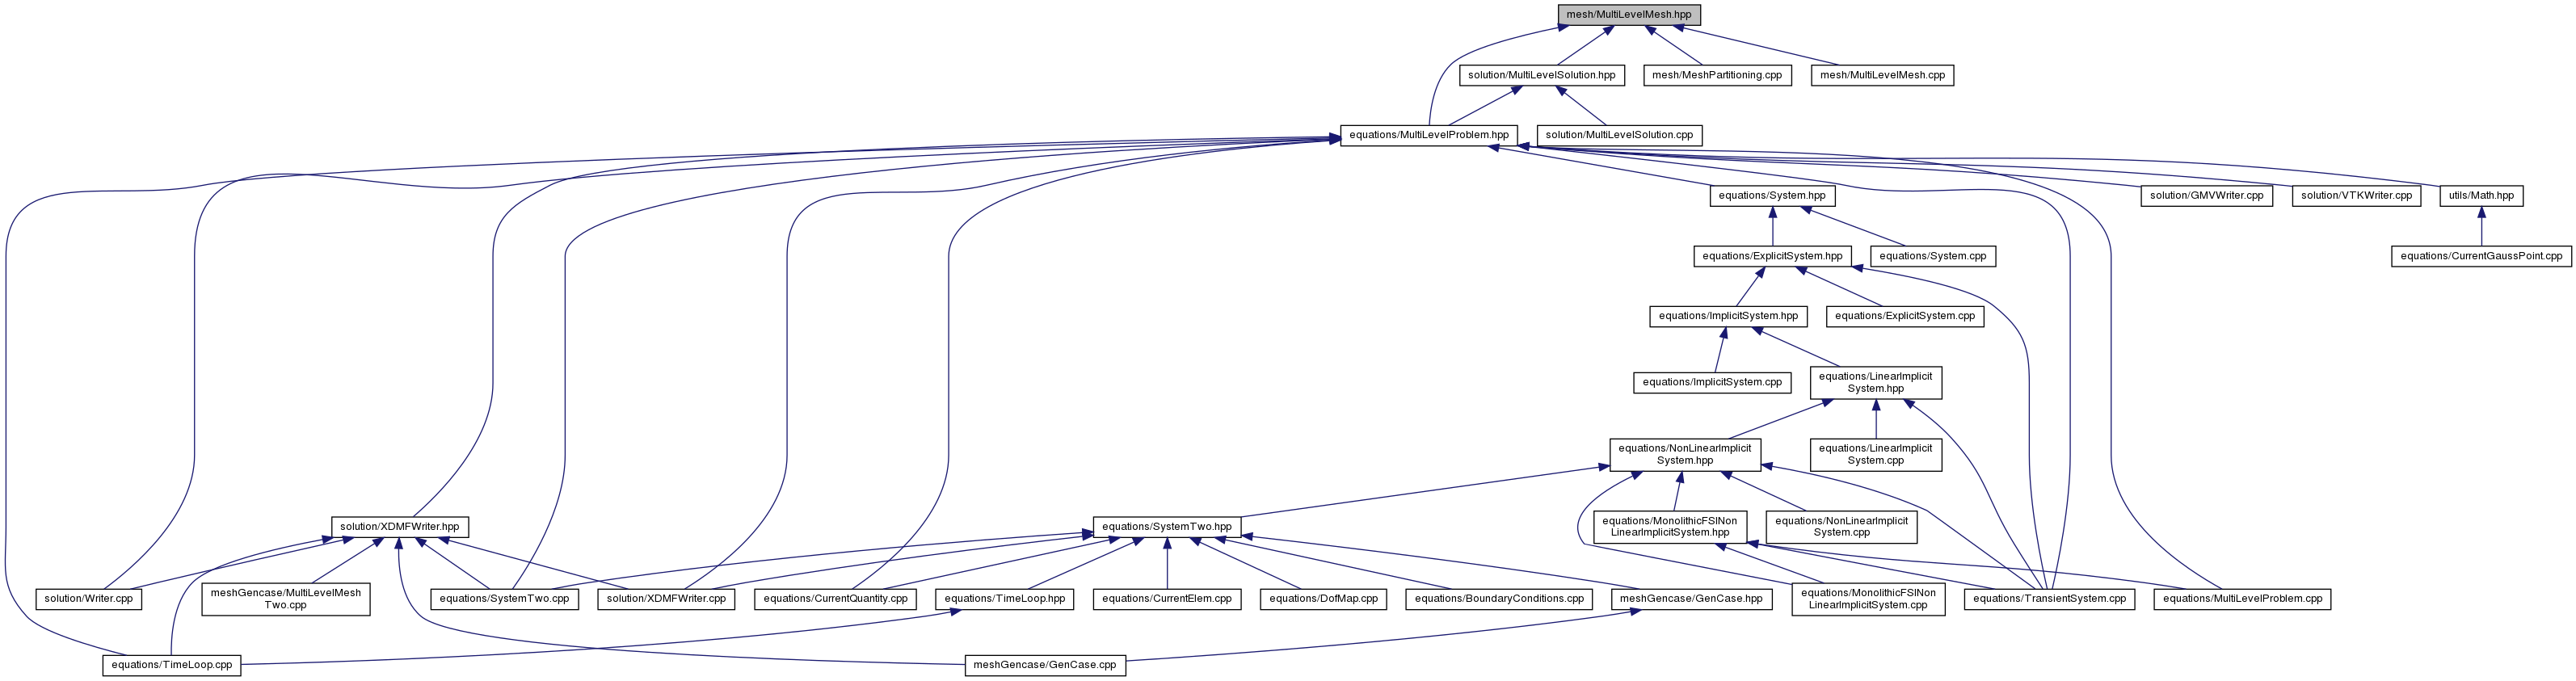 mesh/MultiLevelMesh.hpp
solution/MultiLevelSolution.hpp
mesh/MeshPartitioning.cpp
mesh/MultiLevelMesh.cpp
equations/MultiLevelProblem.hpp
solution/MultiLevelSolution.cpp
equations/System.hpp
solution/GMVWriter.cpp
solution/VTKWriter.cpp
utils/Math.hpp
equations/ExplicitSystem.hpp
equations/System.cpp
equations/CurrentGaussPoint.cpp
equations/ImplicitSystem.hpp
equations/ExplicitSystem.cpp
equations/ImplicitSystem.cpp
equations/LinearImplicit
System.hpp
equations/NonLinearImplicit
System.hpp
equations/LinearImplicit
System.cpp
solution/XDMFWriter.hpp
equations/SystemTwo.hpp
equations/MonolithicFSINon
LinearImplicitSystem.hpp
equations/NonLinearImplicit
System.cpp
solution/Writer.cpp
meshGencase/MultiLevelMesh
Two.cpp
equations/SystemTwo.cpp
solution/XDMFWriter.cpp
equations/CurrentQuantity.cpp
equations/TimeLoop.hpp
equations/CurrentElem.cpp
equations/DofMap.cpp
equations/BoundaryConditions.cpp
meshGencase/GenCase.hpp
equations/MonolithicFSINon
LinearImplicitSystem.cpp
equations/TransientSystem.cpp
equations/MultiLevelProblem.cpp
equations/TimeLoop.cpp
meshGencase/GenCase.cpp